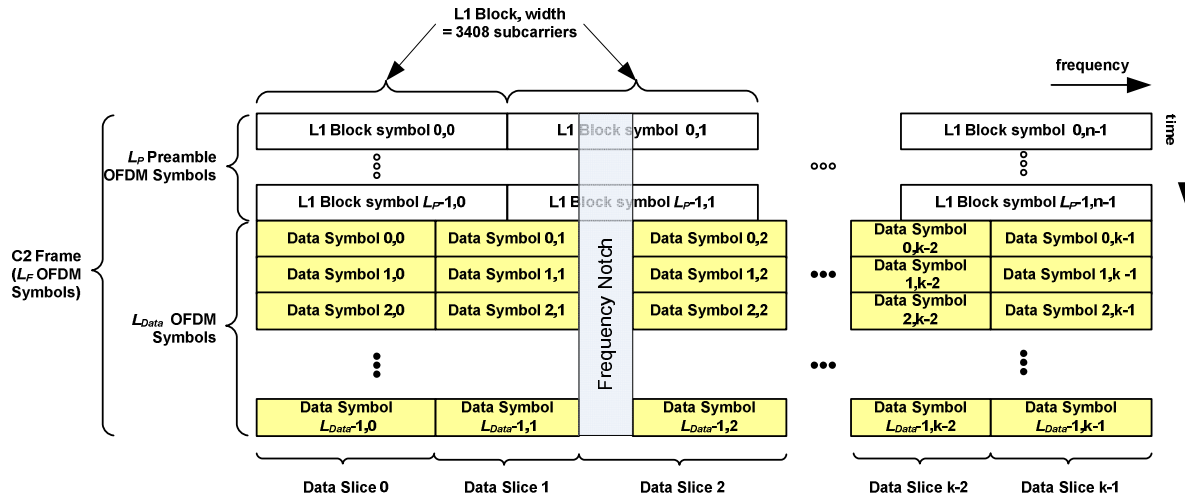 L1 Block, width
= 3408 subcarriers
frequency
time
L1 Block symbol 0,0
L1 Block symbol 0,1
L1 Block symbol 0,n-1
LP Preamble
OFDM Symbols
L1 Block symbol LP-1,0
L1 Block symbol LP-1,1
L1 Block symbol LP-1,n-1
C2 Frame
(LF OFDM
Symbols)
Data Symbol 0,0
Data Symbol 0,1
Data Symbol 0,2
Data Symbol
0,k-2
Data Symbol 0,k-1
Data Symbol 1,0
Data Symbol 1,1
Data Symbol 1,2
Data Symbol
1,k-2
Data Symbol 1,k -1
Data Symbol 2,0
Data Symbol 2,1
Data Symbol 2,2
Data Symbol
2,k-2
Data Symbol 2,k-1
LData OFDM
Symbols
Frequency Notch
Data Symbol
LData-1,0
Data Symbol
LData-1,1
Data Symbol
LData-1,2
Data Symbol
LData-1,k-2
Data Symbol
LData-1,k-1
Data Slice 0
Data Slice 1
Data Slice 2
Data Slice k-2
Data Slice k-1